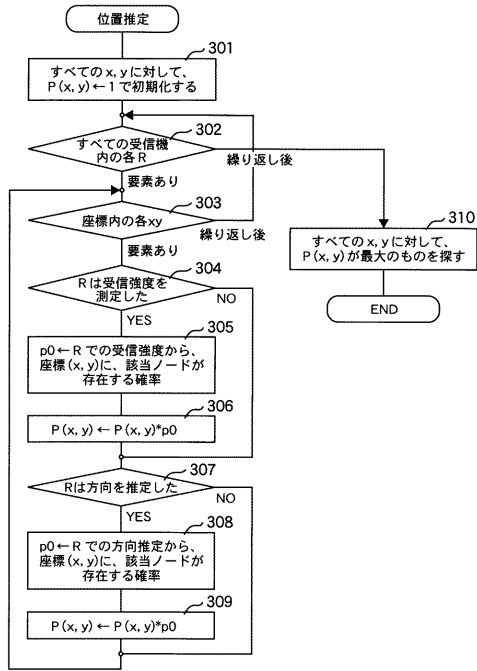 位置推定
301
すべての x, y に対して、
P(x, y)←1で初期化する
302
すべての受信機
内の各R
繰り返し後
要素あり
303
座標内の各xy
繰り返し後
要素あり
304
Rは受信強度を
測定した
NO
YES
305
p0←Rでの受信強度から、
座標(x, y)に、該当ノードが
存在する確率
306
P(x, y)←P(x, y)*p0
307
Rは方向を推定した
NO
YES
308
p0←Rでの方向推定から、
座標(x, y)に、該当ノードが
存在する確率
309
P(x, y)←P(x, y)*p0
310
すべてのx, yに対して、
P(x, y)が最大のものを探す
END